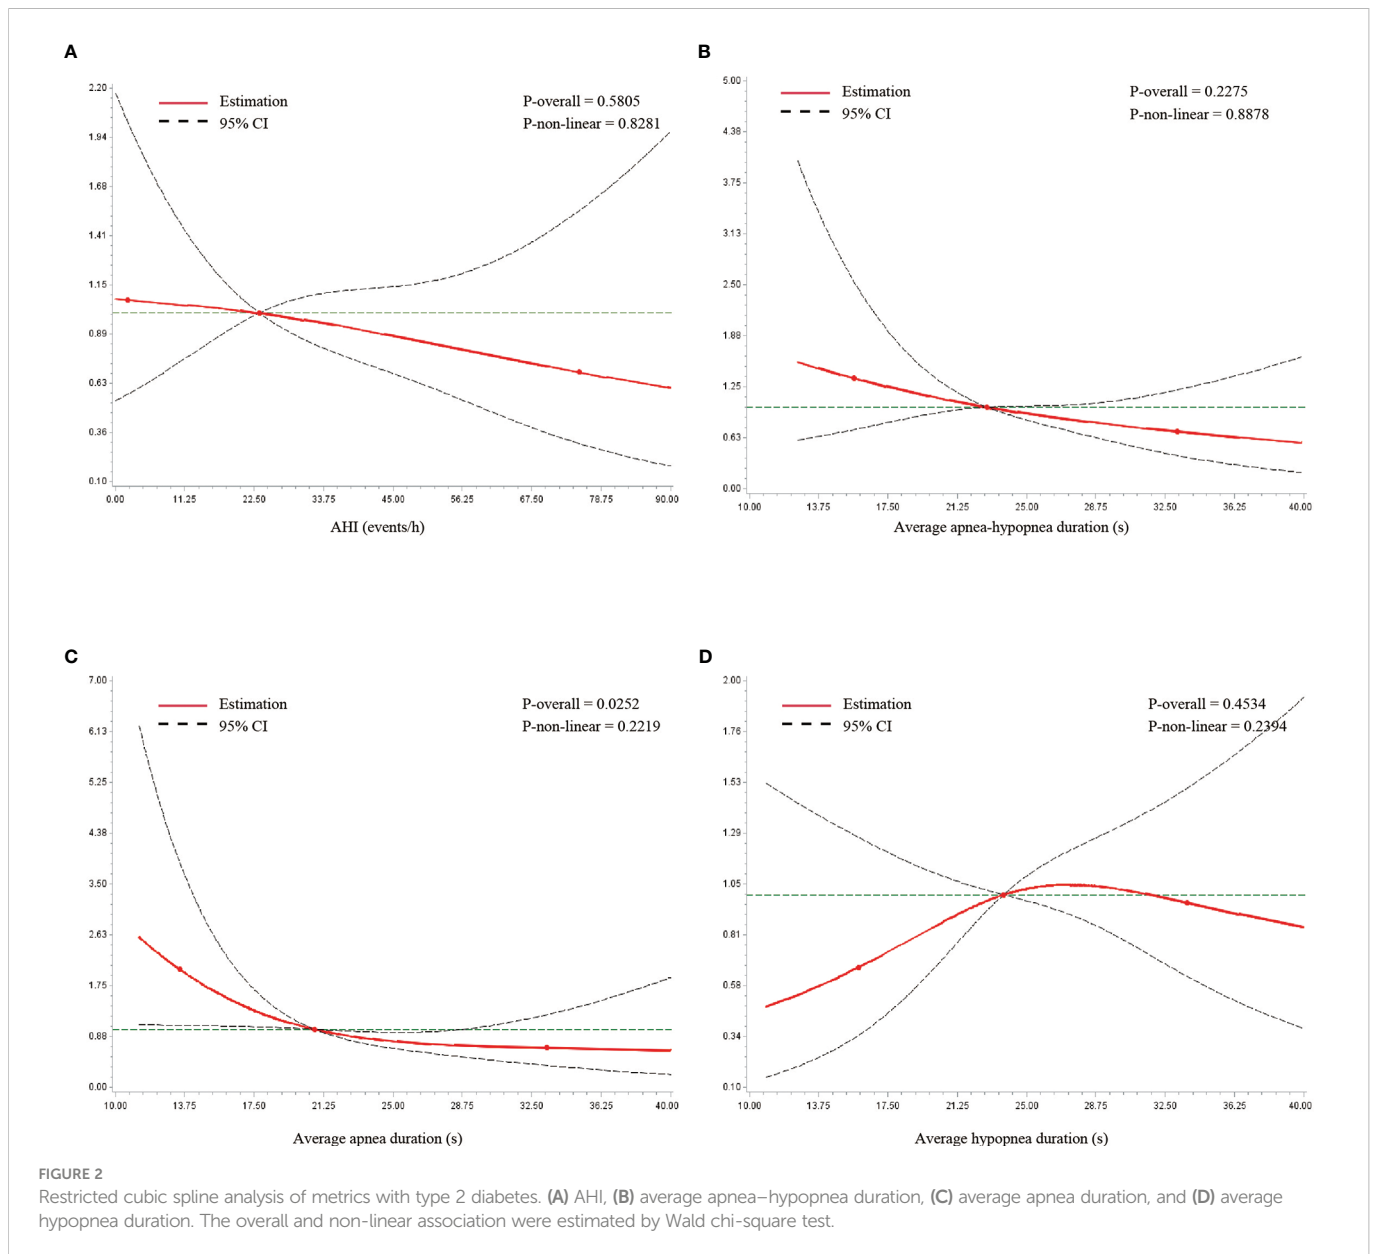 A
2.20
1.94
1.68
1.41
1.15
0.89
0.63
0.36
0.10
Estimation
95% CI
P-overall = 0.5805
P-non-linear = 0.8281
0.00 11.25 22.50 33.75 45.00 56.25 67.50 78.75 90.00
AHI (events/h)
B
5.00
4.38
3.75
3.13
2.50
1.88
1.25
0.63
0.00
Estimation
95% CI
P-overall = 0.2275
P-non-linear = 0.8878
10.00 13.75 17.50 21.25 25.00 28.75 32.50 36.25 40.00
Average apnea-hypopnea duration (s)
C
7.00
6.13
5.25
4.38
3.50
2.63
1.75
0.88
0.00
Estimation
95% CI
P-overall = 0.0252
P-non-linear = 0.2219
10.00 13.75 17.50 21.25 25.00 28.75 32.50 36.25 40.00
Average apnea duration (s)
D
2.00
1.76
1.53
1.29
1.05
0.81
0.58
0.34
0.10
Estimation
95% CI
P-overall = 0.4534
P-non-linear = 0.2394
10.00 13.75 17.50 21.25 25.00 28.75 32.50 36.25 40.00
Average hypopnea duration (s)
FIGURE 2
Restricted cubic spline analysis of metrics with type 2 diabetes. (A) AHI, (B) average apnea–hypopnea duration, (C) average apnea duration, and (D) average
hypopnea duration. The overall and non-linear association were estimated by Wald chi-square test.